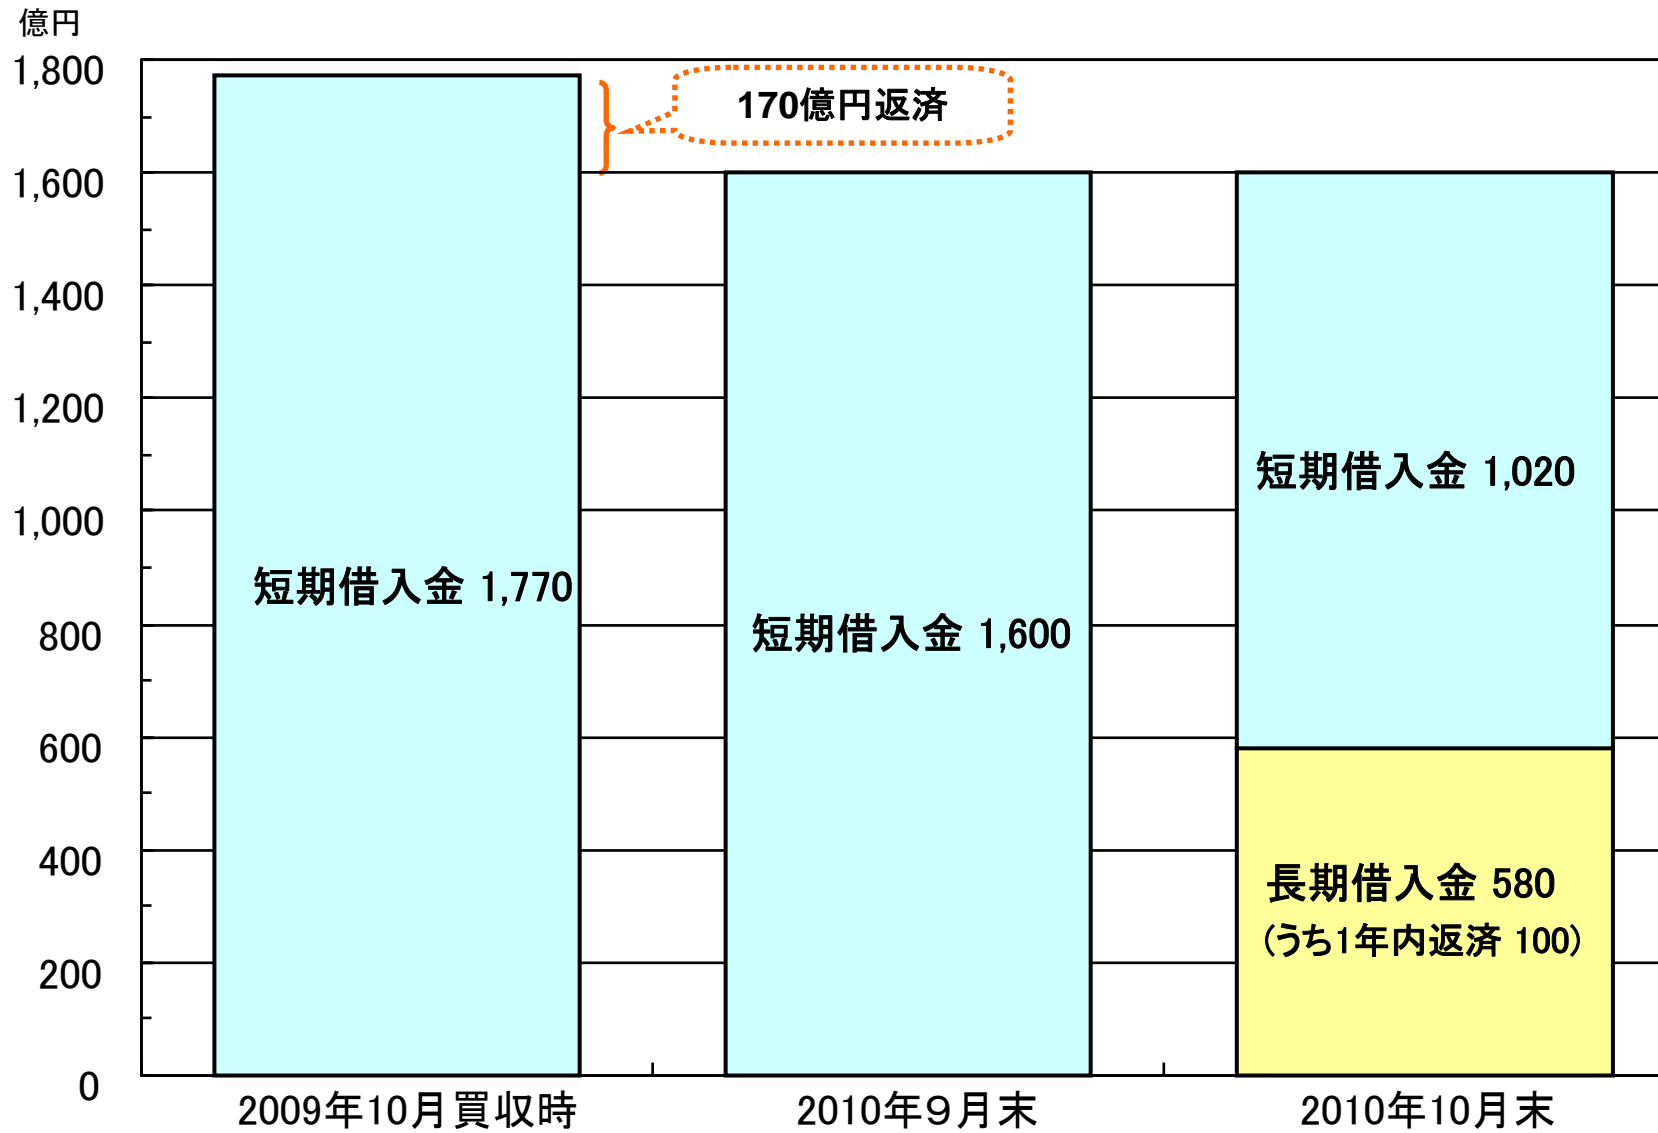 億円
1,800
1,600
1,400
1,200
1,000
800
600
400
200
0
170億円返済
短期借入金 1,770
短期借入金 1,600
短期借入金 1,020
長期借入金 580
(うち1年内返済 100)
2009年10月買収時
2010年９月末
2010年10月末